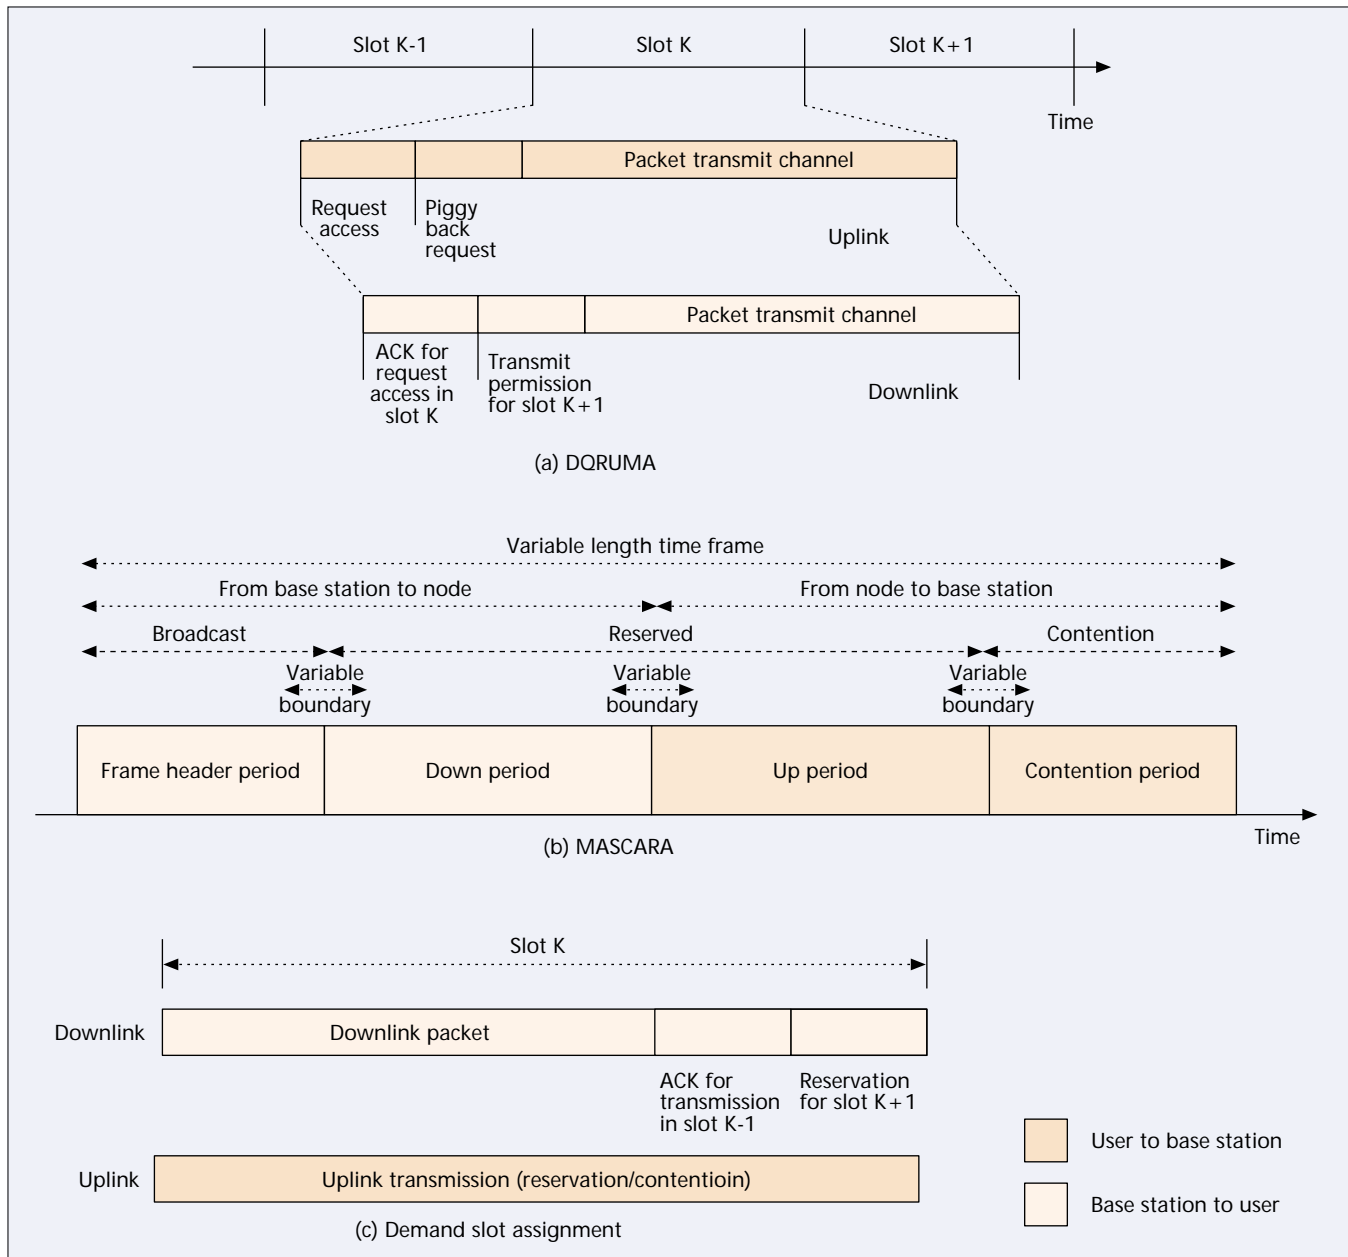 Slot K-1
Slot K
Slot K+1
Time
Packet transmit channel
Request
access
Piggy
back
request
Uplink
Packet transmit channel
ACK for
request
access in
slot K
Transmit
permission
for slot K+1
Downlink
(a) DQRUMA
Variable length time frame
From base station to node
From node to base station
Broadcast
Reserved
Contention
Variable
boundary
Variable
boundary
Variable
boundary
Frame header period
Down period
Up period
Contention period
Time
(b) MASCARA
Slot K
Downlink
Downlink packet
ACK for
transmission
in slot K-1
Reservation
for slot K+1
User to base station
Uplink
Uplink transmission (reservation/contentioin)
Base station to user
(c) Demand slot assignment